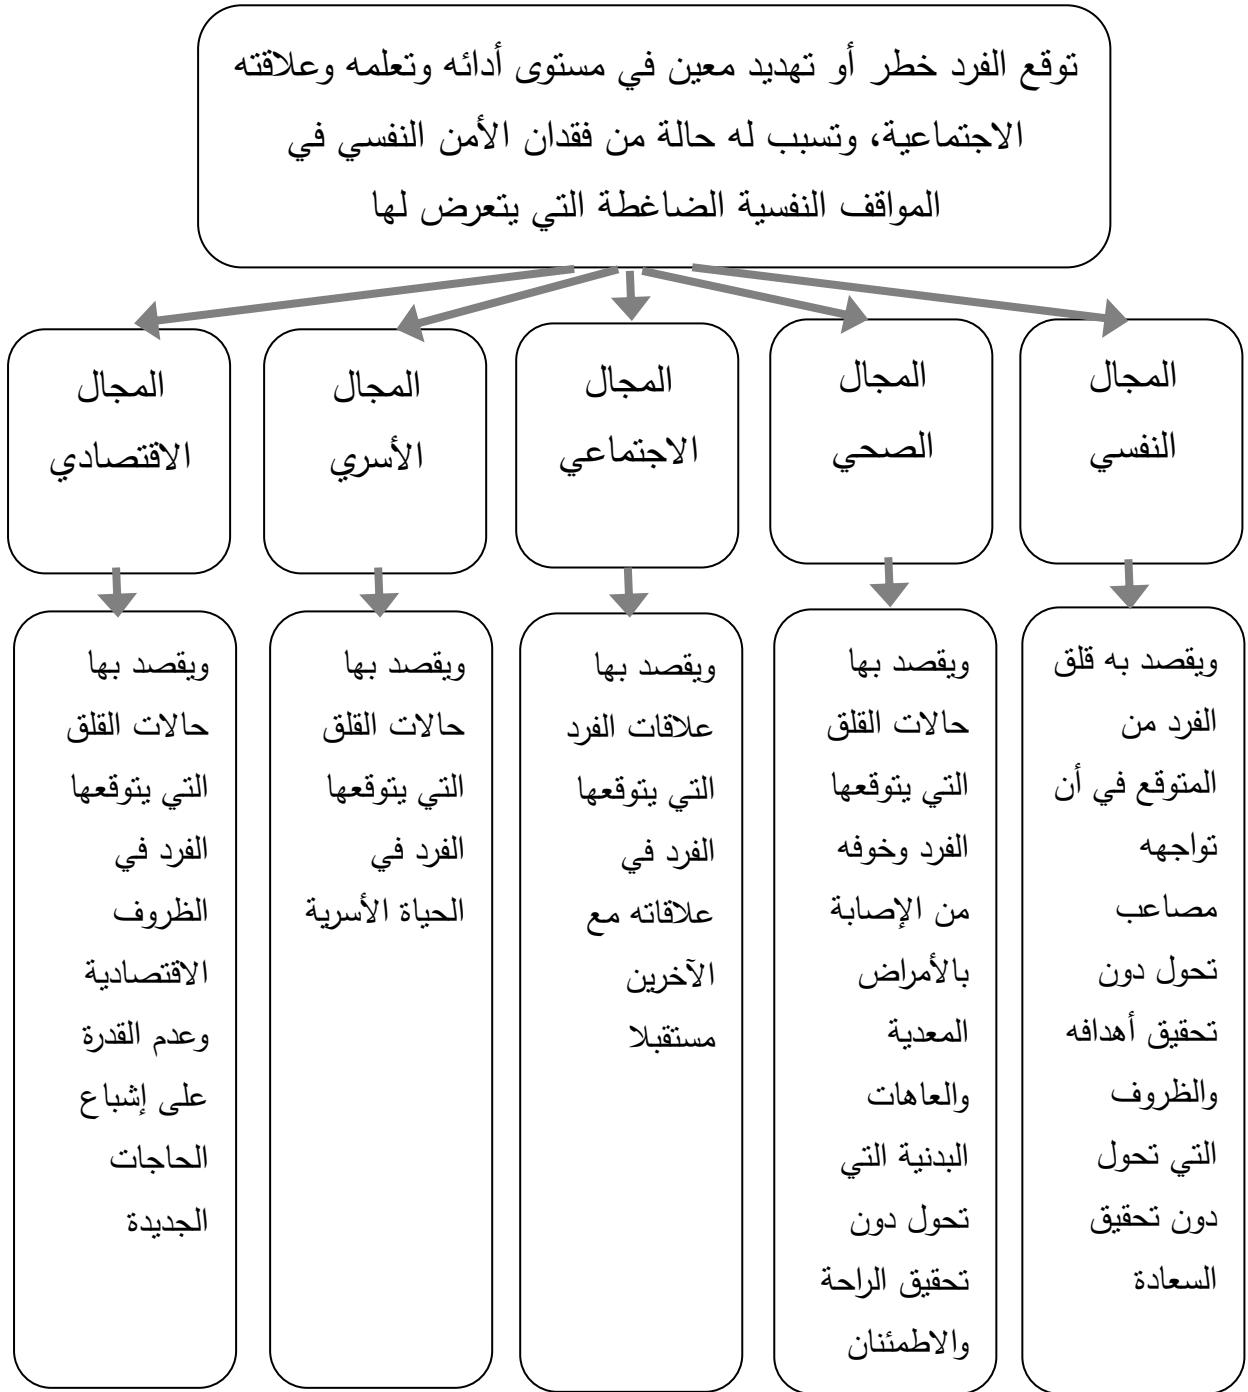 توقع الفرد خطر أو تهديد معين في مستوى أدائه وتعلمه وعلاقته
الاجتماعية، وتسبب له حالة من فقدان الأمن النفسي في
المواقف النفسية الضاغطة التي يتعرض لها
المجال
النفسي
المجال
الصحي
المجال
الاجتماعي
المجال
الأسري
المجال
الاقتصادي
ويقصد به قلق
الفرد من
المتوقع في أن
تواجهه
مصاعب
تحول دون
تحقيق أهدافه
والظروف
التي تحول
دون تحقيق
السعادة
ويقصد بها
حالات القلق
التي يتوقعها
الفرد وخوفه
من الإصابة
بالأمراض
المعدية
والعاهات
البدنية التي
تحول دون
تحقيق الراحة
والاطمئنان
ويقصد بها
علاقات الفرد
التي يتوقعها
الفرد في
علاقاته مع
الآخرين
مستقبلا
ويقصد بها
حالات القلق
التي يتوقعها
الفرد في
الحياة الأسرية
ويقصد بها
حالات القلق
التي يتوقعها
الفرد في
الظروف
الاقتصادية
وعدم القدرة
على إشباع
الحاجات
الجديدة